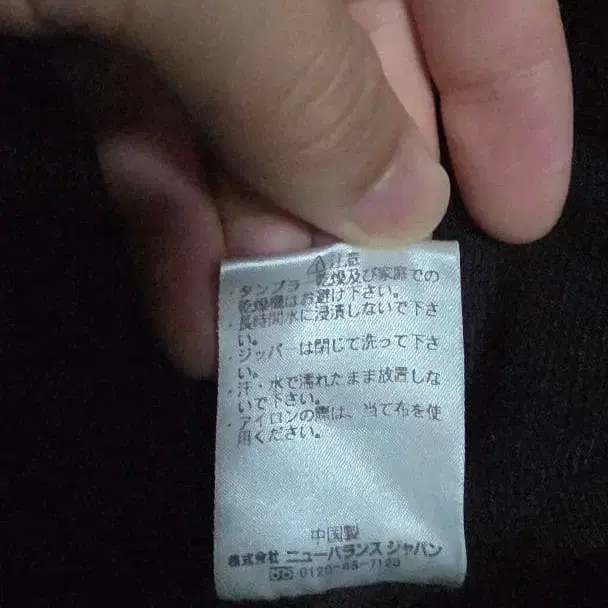 ⚠注意
・タンブラー乾燥及び家庭での
乾燥機はお避け下さい。
・長時間水に浸漬しないで下さ
い。
・ジッパーは閉じて洗って下さ
い。
・汗・水で濡れたまま放置しな
いで下さい。
・アイロンの際は、当て布を使
用ください。
中国製
株式会社 ニューバランス ジャパン
0120-85-7120